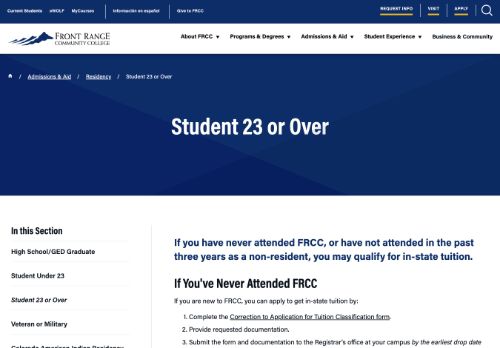 Current Students eWOLF MyCourses Información en español Give to FRCC REQUEST INFO VISIT APPLY
FRONT RANGE
COMMUNITY COLLEGE
About FRCC Programs & Degrees Admissions & Aid Student Experience Business & Community
/ Admissions & Aid / Residency / Student 23 or Over
Student 23 or Over
In this Section
High School/GED Graduate
Student Under 23
Student 23 or Over
Veteran or Military
Colorado American Indian Residency
If you have never attended FRCC, or have not attended in the past
three years as a non-resident, you may qualify for in-state tuition.
If You've Never Attended FRCC
If you are new to FRCC, you can apply to get in-state tuition by:
1. Complete the Correction to Application for Tuition Classification form.
2. Provide requested documentation.
3. Submit the form and documentation to the Registrar's office at your campus by the earliest drop date